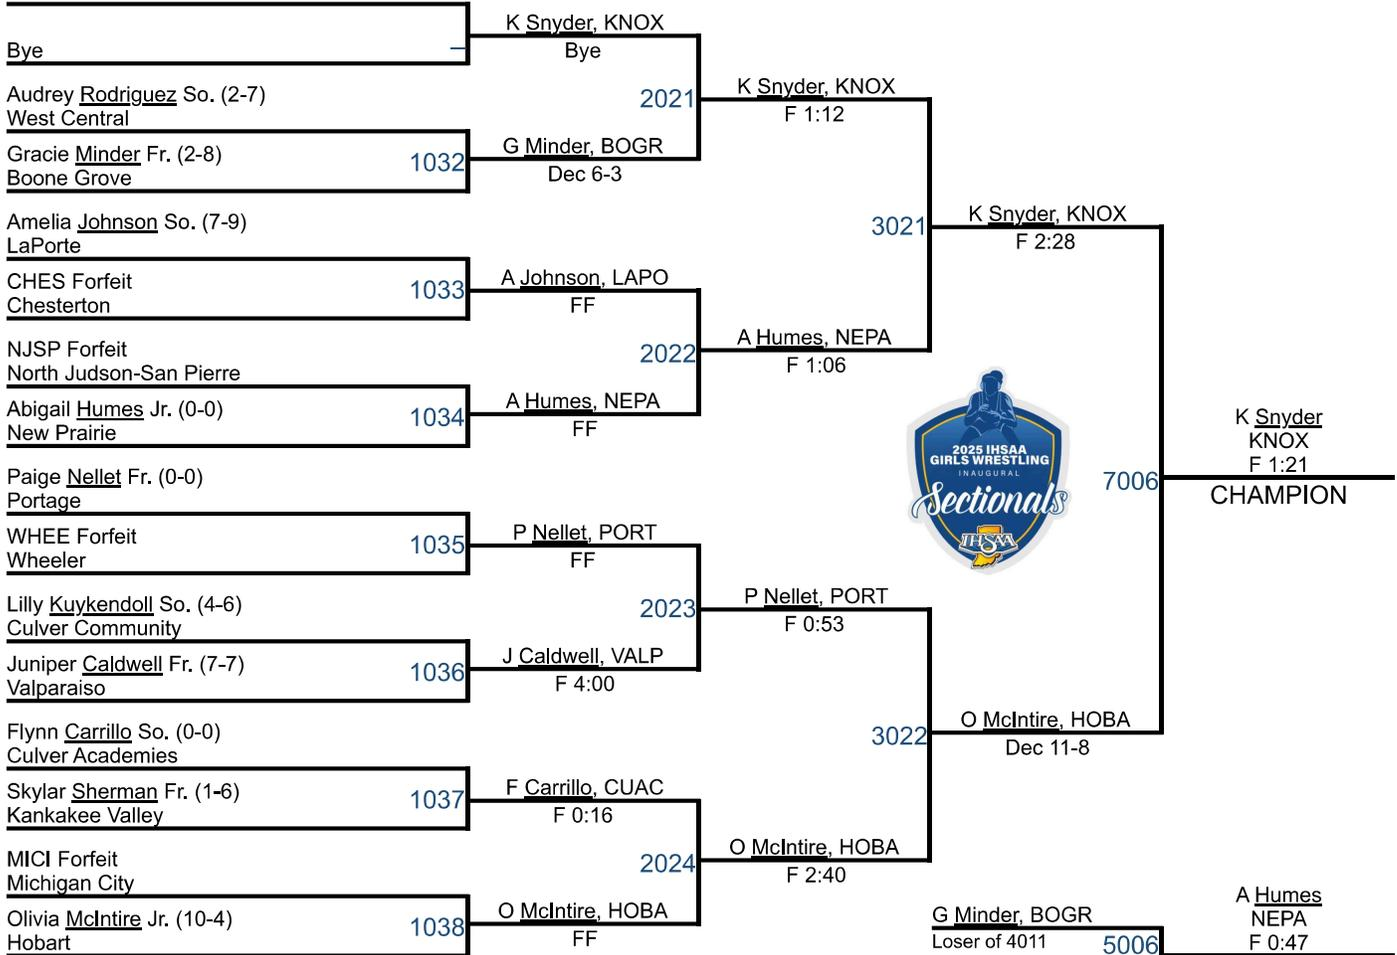 Bye
Audrey Rodriguez So. (2-7)
West Central
Gracie Minder Fr. (2-8)
Boone Grove
1032
Amelia Johnson So. (7-9)
LaPorte
CHES Forfeit
Chesterton
1033
NJSP Forfeit
North Judson-San Pierre
Abigail Humes Jr. (0-0)
New Prairie
1034
Paige Nellet Fr. (0-0)
Portage
WHEE Forfeit
Wheeler
1035
Lilly Kuykendoll So. (4-6)
Culver Community
Juniper Caldwell Fr. (7-7)
Valparaiso
1036
Flynn Carrillo So. (0-0)
Culver Academies
Skylar Sherman Fr. (1-6)
Kankakee Valley
1037
MICI Forfeit
Michigan City
Olivia McIntire Jr. (10-4)
Hobart
1038
K Snyder, KNOX
Bye
2021
G Minder, BOGR
Dec 6-3
A Johnson, LAPO
FF
2022
A Humes, NEPA
FF
P Nellet, PORT
FF
2023
J Caldwell, VALP
F 4:00
F Carrillo, CUAC
F 0:16
2024
O McIntire, HOBA
FF
K Snyder, KNOX
F 1:12
3021
A Humes, NEPA
F 1:06
P Nellet, PORT
F 0:53
3022
O McIntire, HOBA
F 2:40
K Snyder, KNOX
F 2:28
2025 IHSAA
GIRLS WRESTLING
INAUGURAL
Sectionals
IHSAA
7006
O McIntire, HOBA
Dec 11-8
K Snyder
KNOX
F 1:21
CHAMPION
G Minder, BOGR
Loser of 4011
5006
A Humes
NEPA
F 0:47